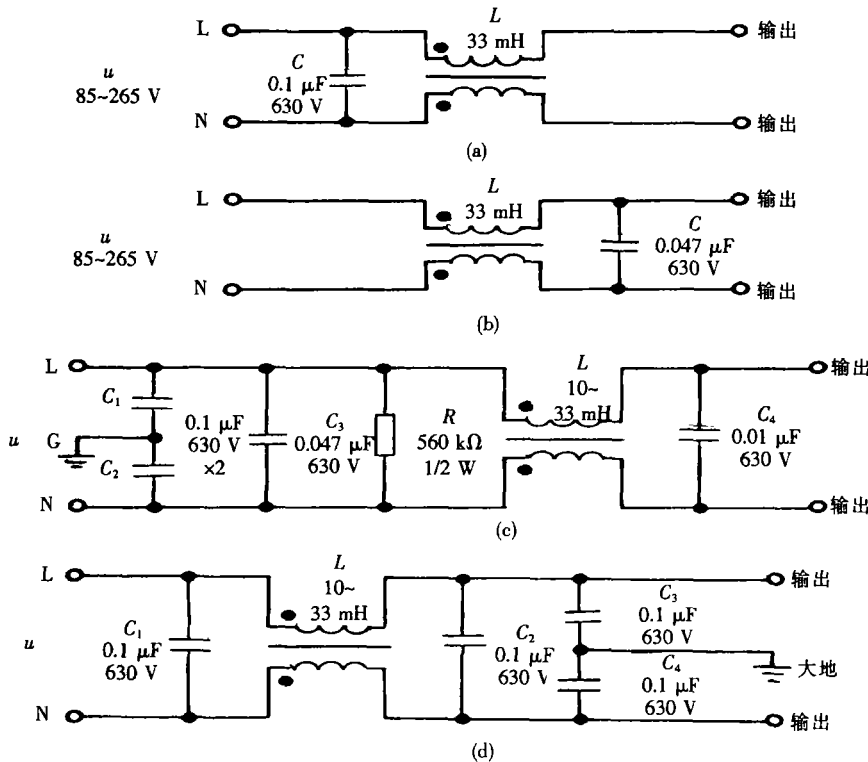 L
C
0.1 μF
630 V
u
85~265 V
N
L
33 mH
输出
输出
(a)
L
u
85~265 V
N
L
33 mH
C
0.047 μF
630 V
输出
输出
(b)
L
u
G
N
C₁
C₂
0.1 μF
630 V
×2
C₃
0.047 μF
630 V
R
560 kΩ
1/2 W
L
10~
33 mH
C₄
0.01 μF
630 V
输出
输出
(c)
L
u
N
C₁
0.1 μF
630 V
L
10~
33 mH
C₂
0.1 μF
630 V
C₃
0.1 μF
630 V
C₄
0.1 μF
630 V
输出
大地
输出
(d)